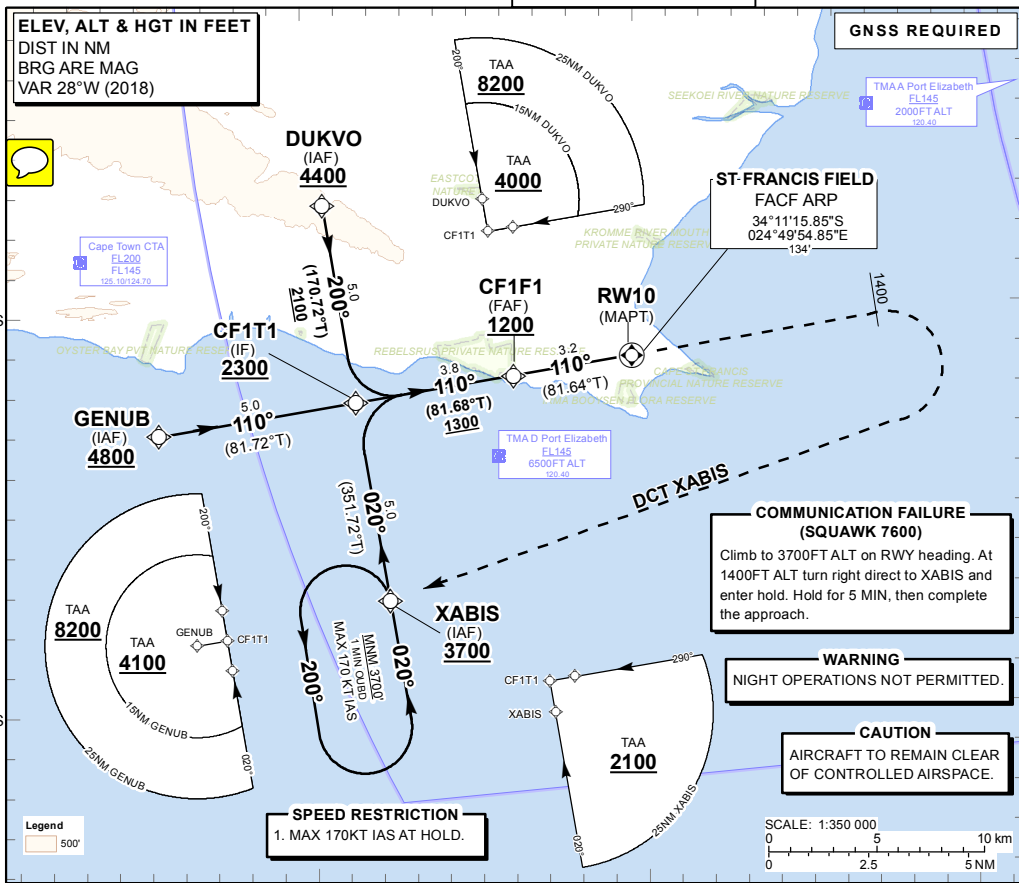 ELEV, ALT & HGT IN FEET
DIST IN NM
BRG ARE MAG
VAR 28°W (2018)
GNSS REQUIRED
TMA A Port Elizabeth
FL145
2000FT ALT
120.40
SEEKOEI RIVER NATURE RESERVE
TAA
8200
25NM DUKVO
15NM DUKVO
TAA
4000
200°
290°
DUKVO
CF1T1
DUKVO
(IAF)
4400
ST FRANCIS FIELD
FACF ARP
34°11'15.85"S
024°49'54.85"E
134'
Cape Town CTA
FL200
FL145
125.10/124.70
5.0
200°
(170.72°T)
2100
CF1F1
(FAF)
1200
RW10
(MAPT)
1400
CF1T1
(IF)
2300
3.8
110°
(81.68°T)
1300
3.2
110°
(81.64°T)
GENUB
(IAF)
4800
5.0
110°
(81.72°T)
TMA D Port Elizabeth
FL145
6500FT ALT
120.40
5.0
020°
(351.72°T)
DCT XABIS
XABIS
(IAF)
3700
MNM 3700'
1 MIN OUBD
MAX 170 KT IAS
200°
020°
COMMUNICATION FAILURE
(SQUAWK 7600)
Climb to 3700FT ALT on RWY heading. At
1400FT ALT turn right direct to XABIS and
enter hold. Hold for 5 MIN, then complete
the approach.
TAA
8200
TAA
4100
200°
GENUB
CF1T1
15NM GENUB
25NM GENUB
020°
CF1T1
XABIS
290°
TAA
2100
25NM XABIS
020°
WARNING
NIGHT OPERATIONS NOT PERMITTED.
CAUTION
AIRCRAFT TO REMAIN CLEAR
OF CONTROLLED AIRSPACE.
SPEED RESTRICTION
1. MAX 170KT IAS AT HOLD.
Legend
500'
SCALE: 1:350 000
0 5 10 km
0 2.5 5 NM